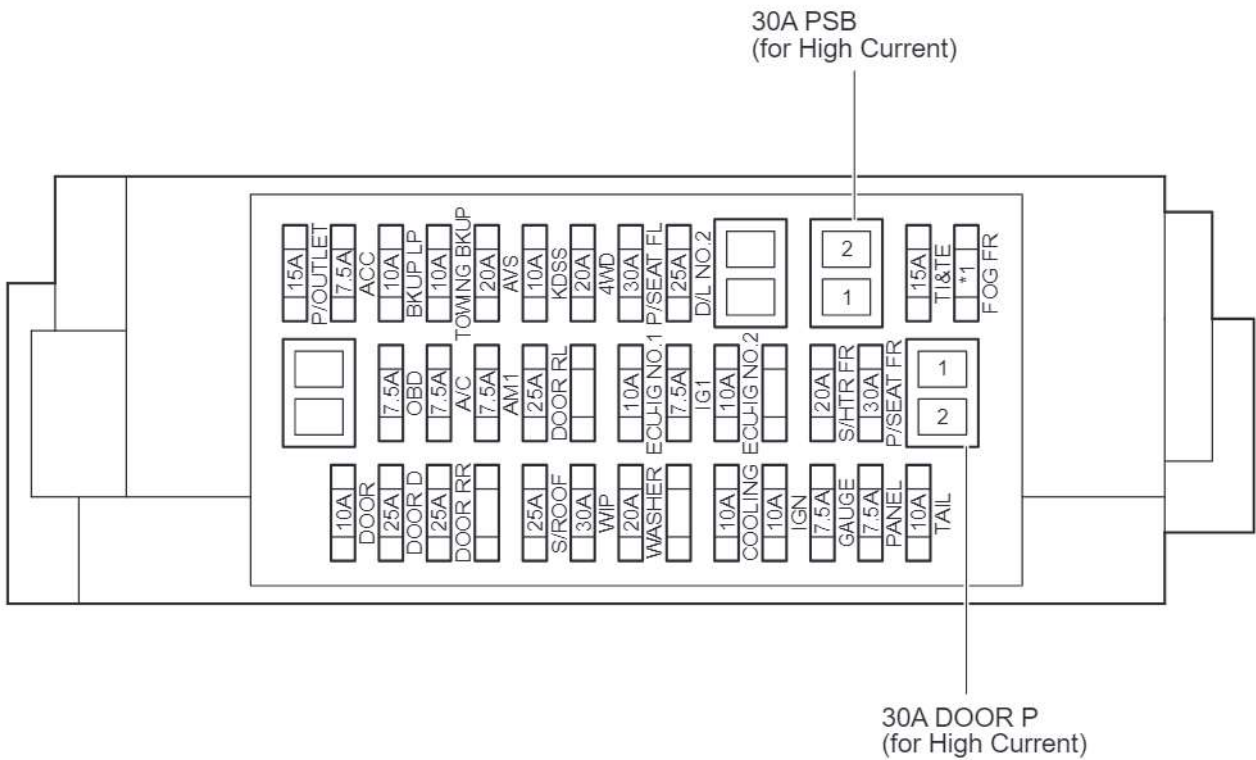 30A PSB
(for High Current)
15A P/OUTLET
7.5A ACC
10A BKUP LP
10A TOWING BKUP
20A AVS
10A KDSS
20A 4WD
30A P/SEAT FL
25A D/L NO.2
2
1
15A TI&TE
*1 FOG FR
7.5A OBD
7.5A A/C
7.5A AM1
25A DOOR RL
10A ECU-IG NO.1
7.5A IG1
10A ECU-IG NO.2
20A S/HTR FR
30A P/SEAT FR
1
2
10A DOOR
25A DOOR D
25A DOOR RR
25A S/ROOF
30A WIP
20A WASHER
10A COOLING
10A IGN
7.5A GAUGE
7.5A PANEL
10A TAIL
30A DOOR P
(for High Current)